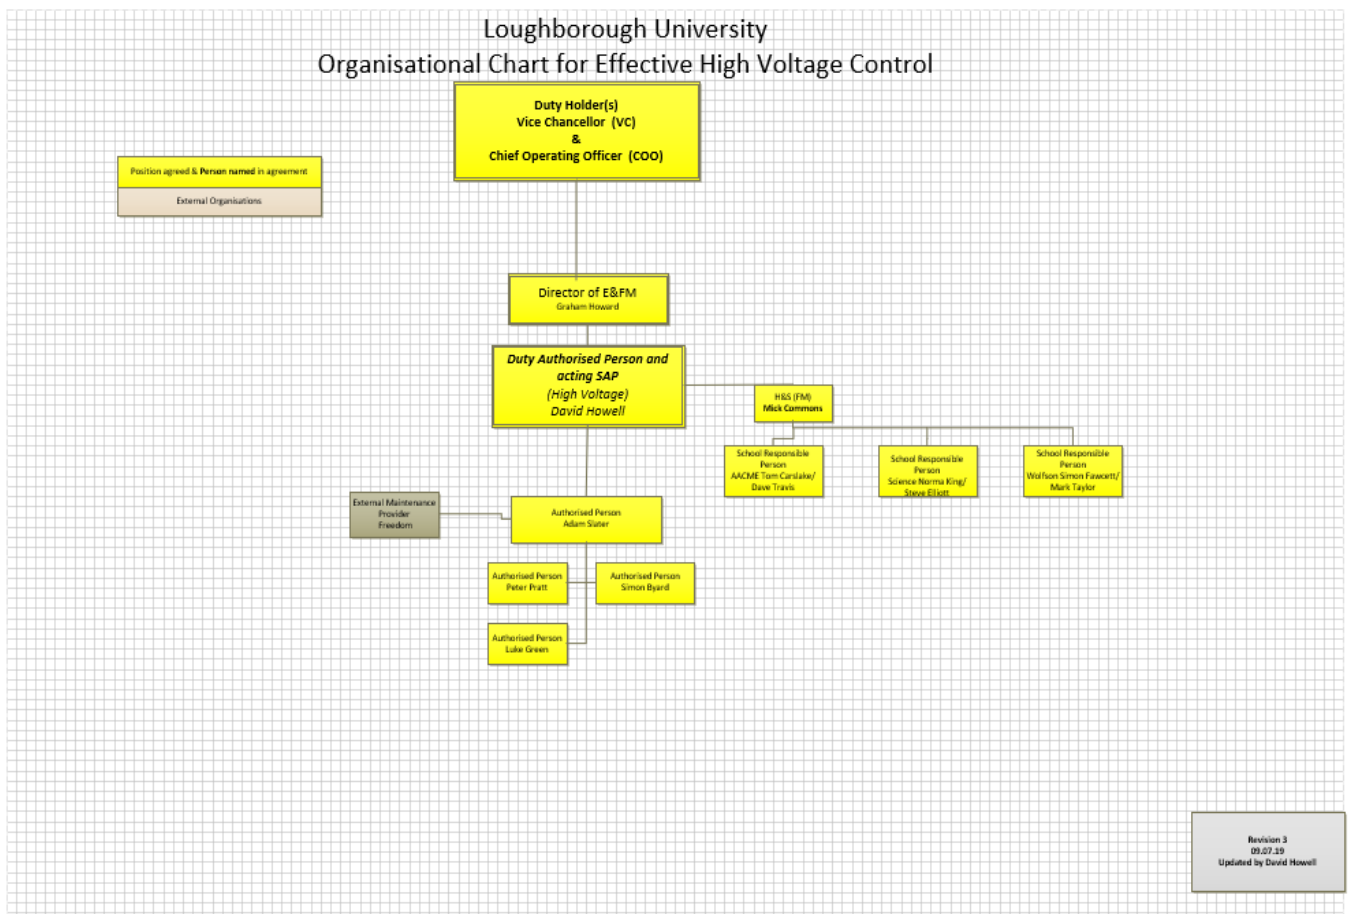 Loughborough University
Organisational Chart for Effective High Voltage Control
Duty Holder(s)
Vice Chancellor (VC)
&
Chief Operating Officer (COO)
Position agreed & Person named in agreement
External Organisations
Director of E&FM
Graham Howard
Duty Authorised Person and
acting SAP
(High Voltage)
David Howell
H&S (FM)
Mick Commons
School Responsible
Person
AACME Tom Carslake/
Dave Travis
School Responsible
Person
Science Norma King/
Steve Elliott
School Responsible
Person
Wolfson Simon Fawcett/
Mark Taylor
External Maintenance
Provider
Freedom
Authorised Person
Adam Slater
Authorised Person
Peter Pratt
Authorised Person
Simon Byard
Authorised Person
Luke Green
Revision 3
09.07.19
Updated by David Howell